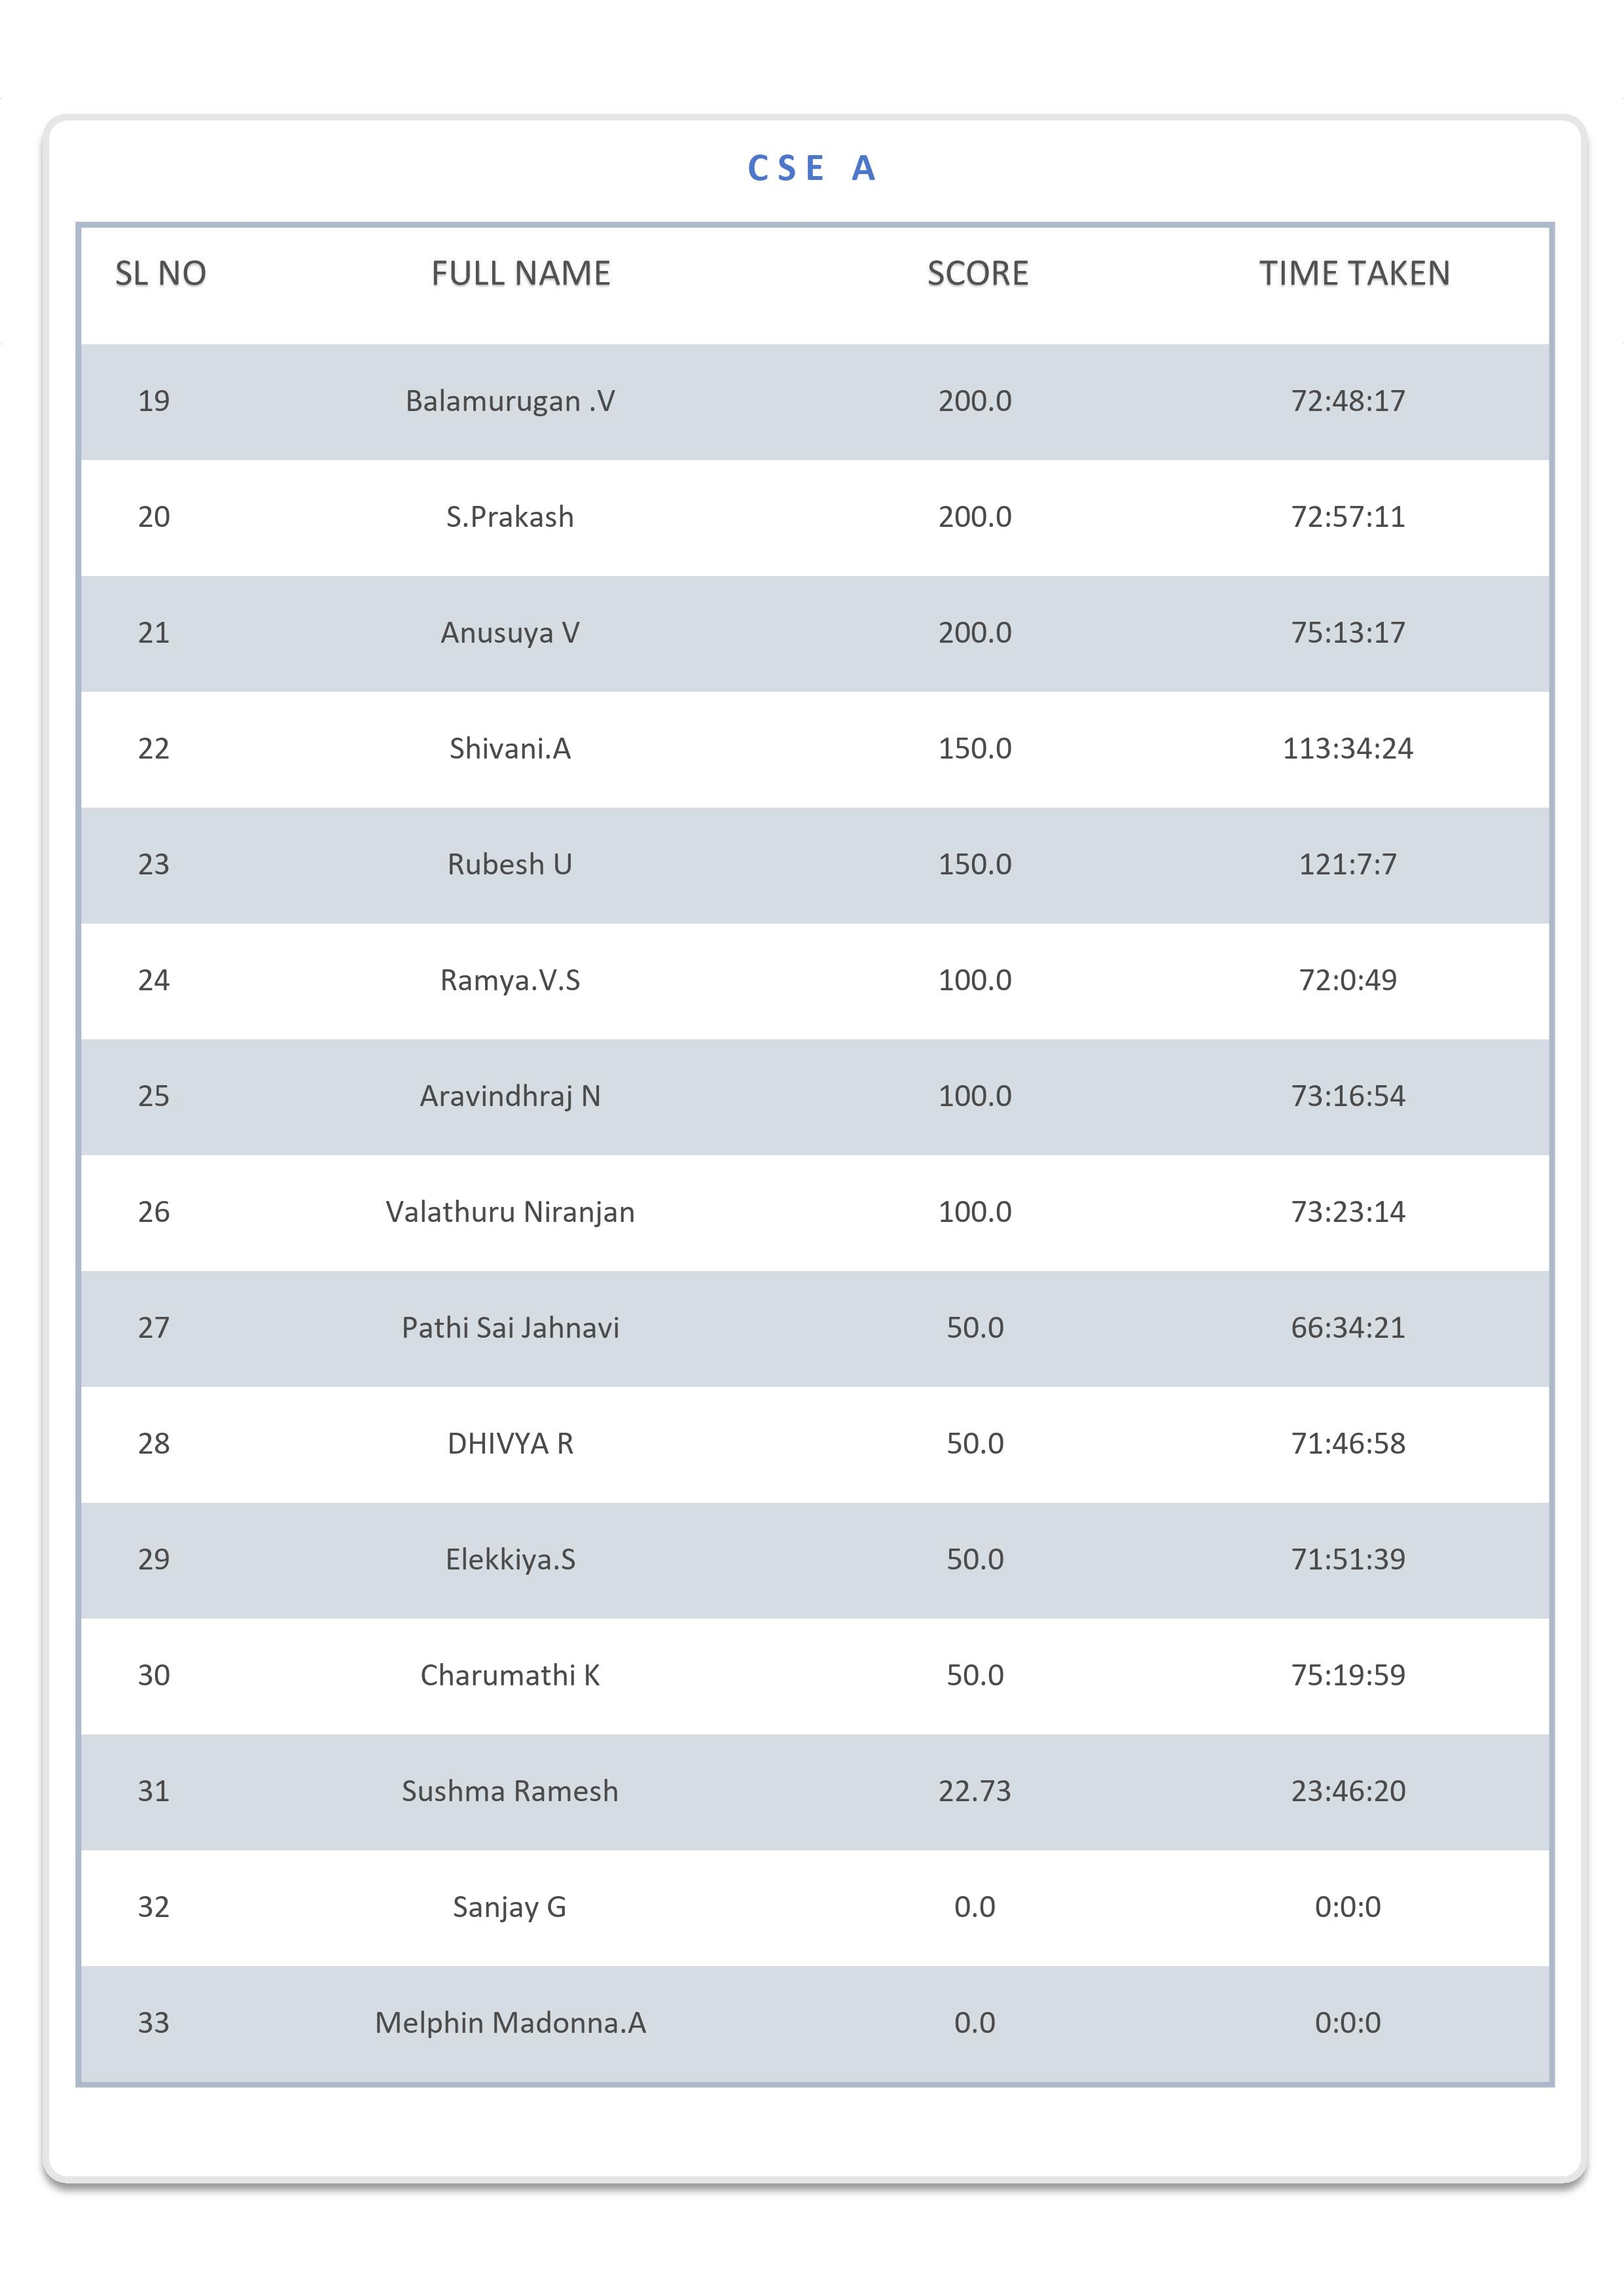 CSE A
SL NO FULL NAME SCORE TIME TAKEN
19 Balamurugan .V 200.0 72:48:17
20 S.Prakash 200.0 72:57:11
21 Anusuya V 200.0 75:13:17
22 Shivani.A 150.0 113:34:24
23 Rubesh U 150.0 121:7:7
24 Ramya.V.S 100.0 72:0:49
25 Aravindhraj N 100.0 73:16:54
26 Valathuru Niranjan 100.0 73:23:14
27 Pathi Sai Jahnavi 50.0 66:34:21
28 DHIVYA R 50.0 71:46:58
29 Elekkiya.S 50.0 71:51:39
30 Charumathi K 50.0 75:19:59
31 Sushma Ramesh 22.73 23:46:20
32 Sanjay G 0.0 0:0:0
33 Melphin Madonna.A 0.0 0:0:0